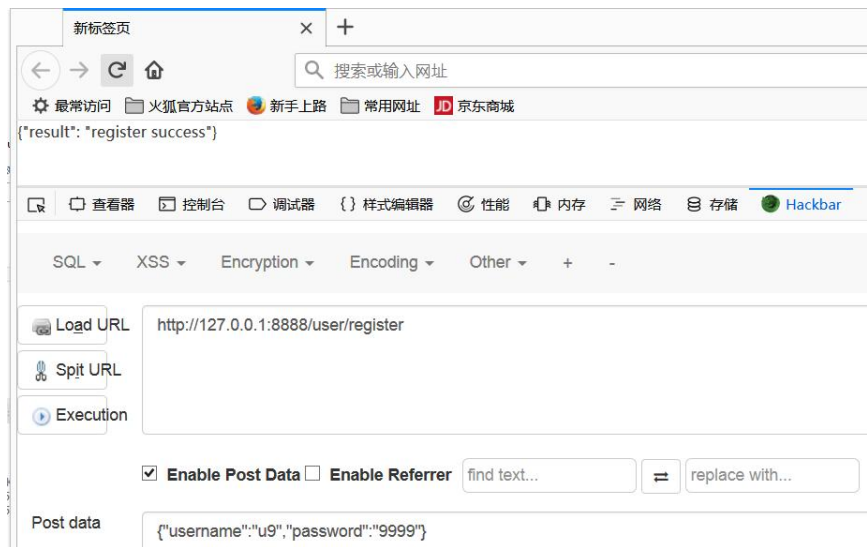 新标签页
搜索或输入网址
最常访问 火狐官方站点 新手上路 常用网址 JD 京东商城
{"result": "register success"}
查看器 控制台 调试器 {} 样式编辑器 性能 内存 网络 存储 Hackbar
SQL XSS Encryption Encoding Other + -
Load URL http://127.0.0.1:8888/user/register
Spit URL
Execution
Enable Post Data Enable Referrer find text... replace with...
Post data {"username":"u9","password":"9999"}